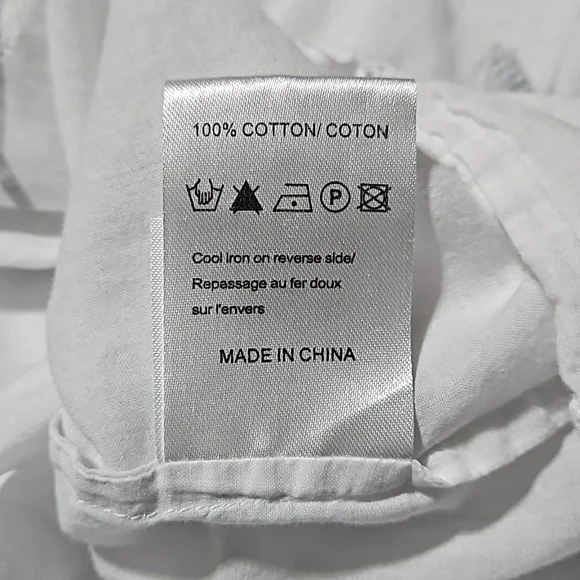 100% COTTON/ COTON
P
Cool iron on reverse side/
Repassage au fer doux
sur l'envers
MADE IN CHINA